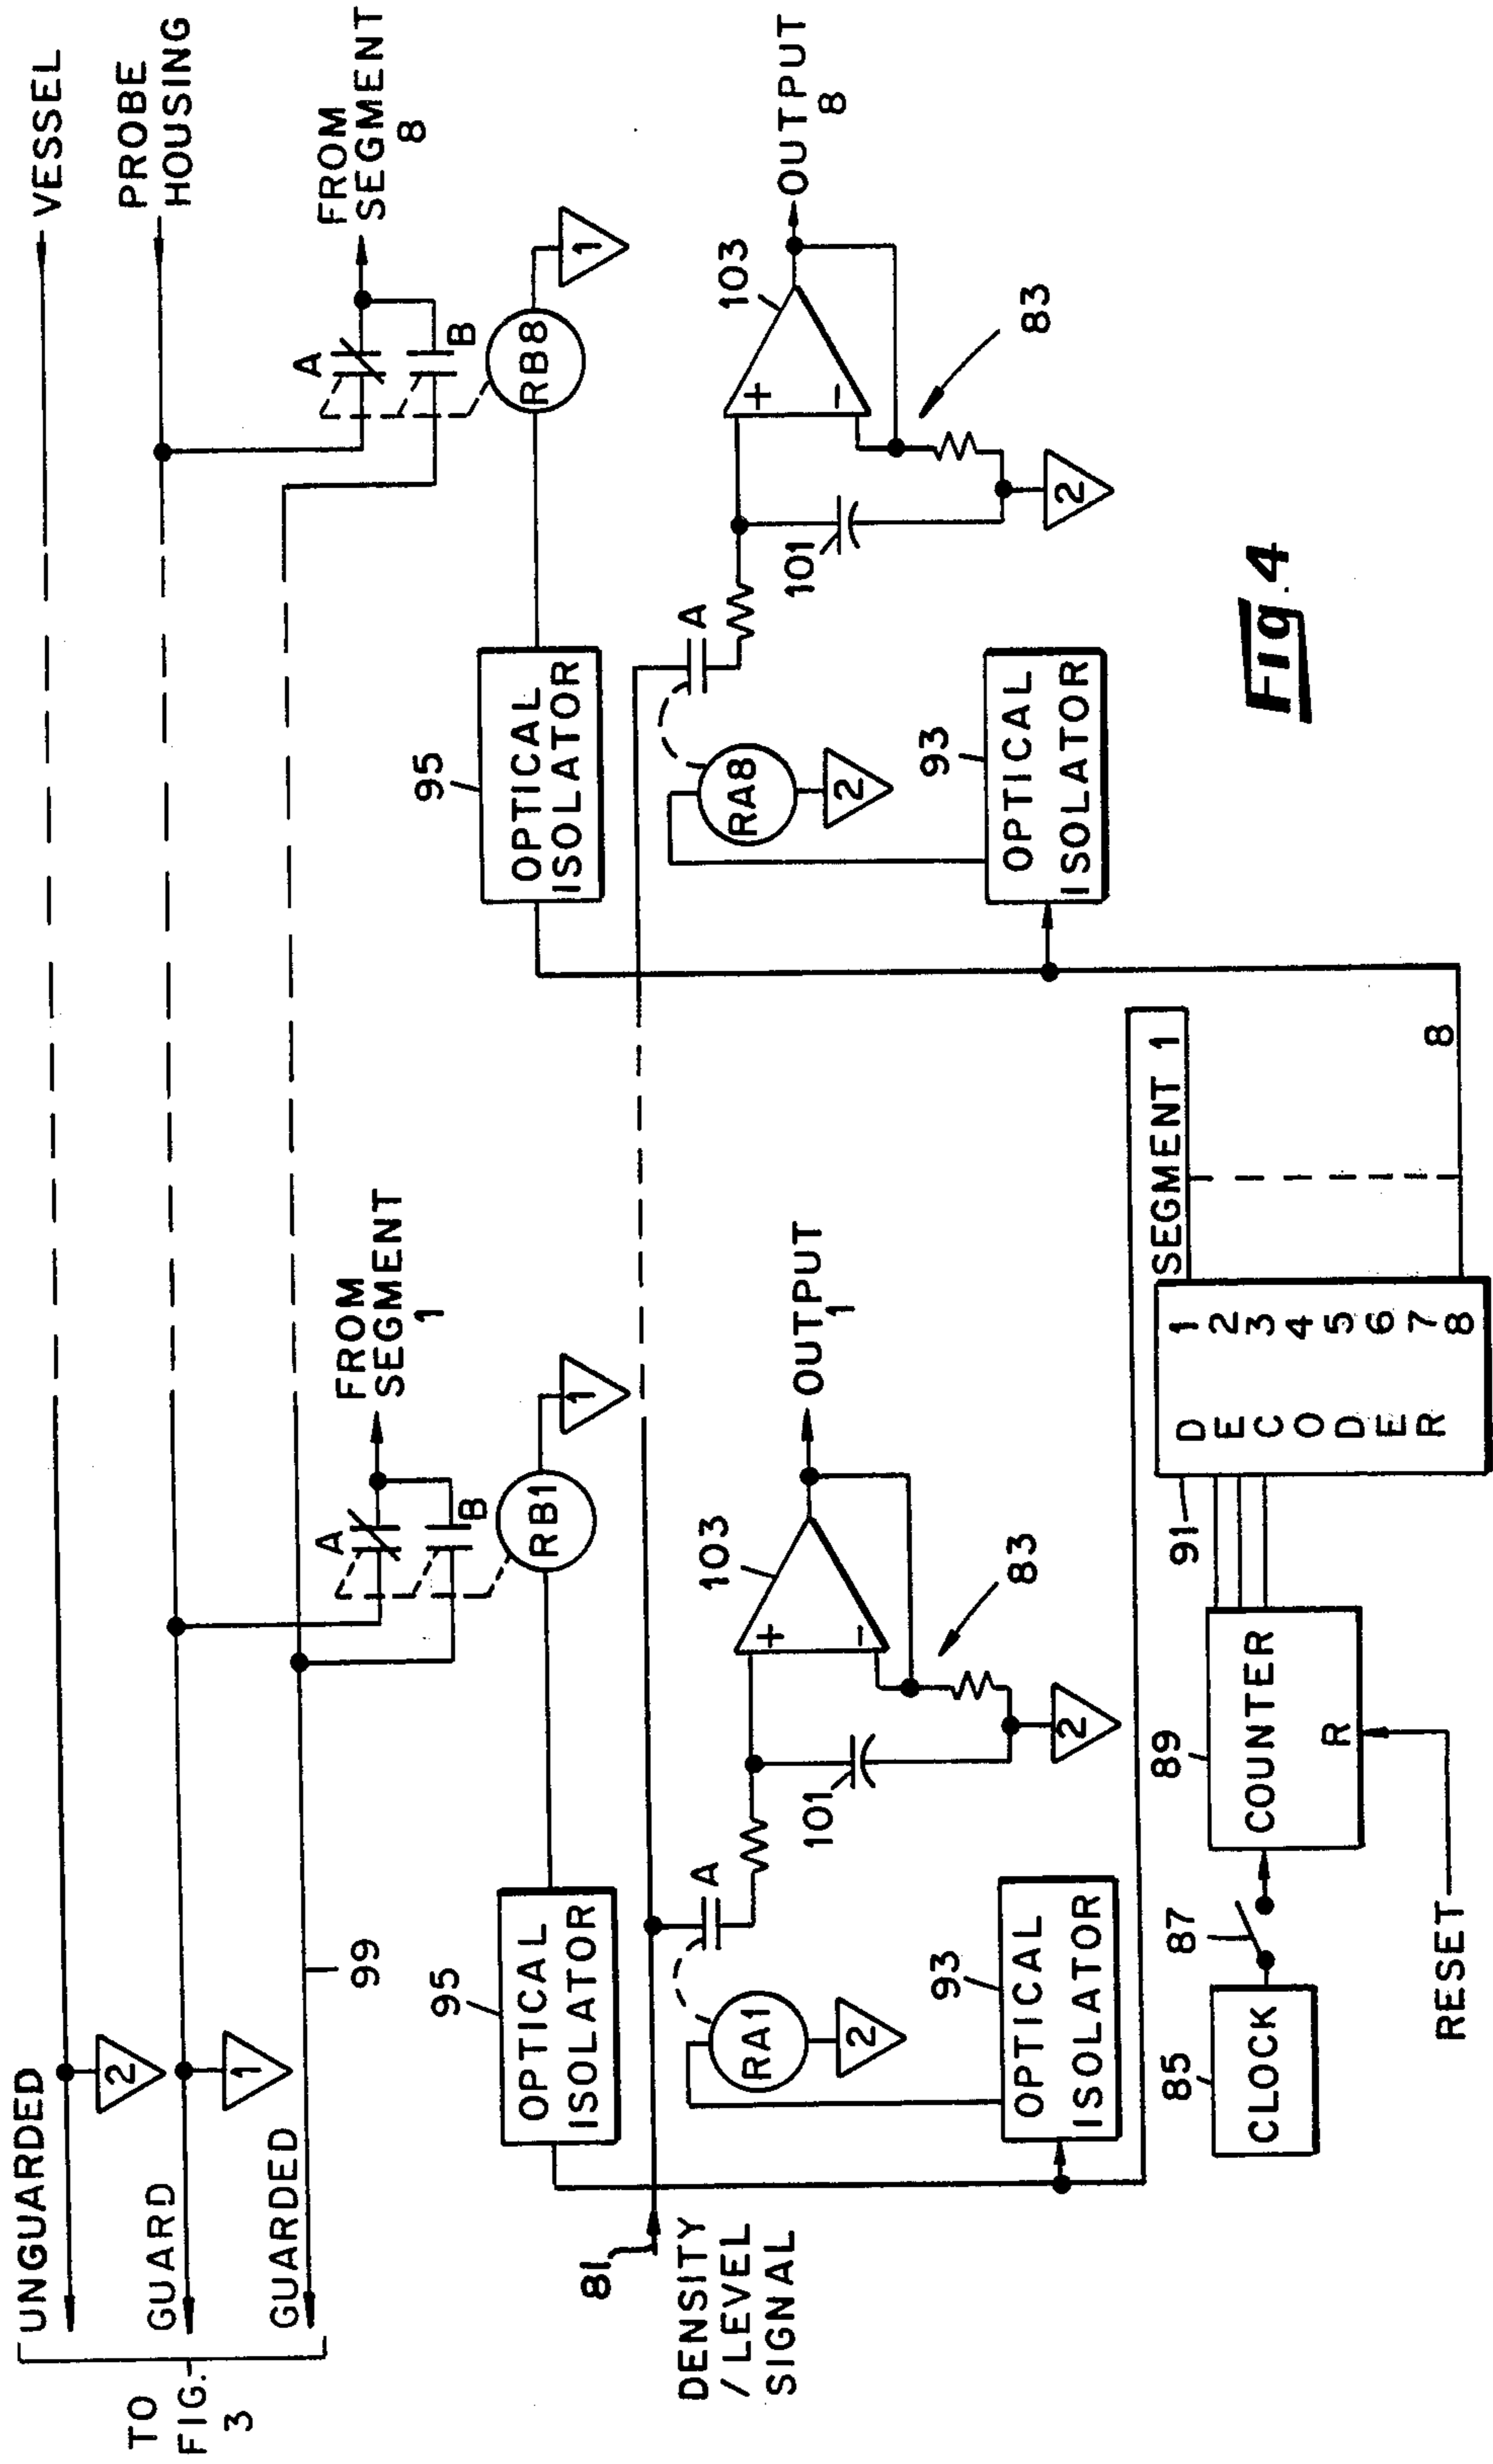 TO
FIG.
3
UNGUARDED
GUARD
GUARDED
2
1
99
VESSEL
PROBE
HOUSING
A
B
FROM
SEGMENT
1
RB1
1
A
B
FROM
SEGMENT
8
RB8
1
95
OPTICAL
ISOLATOR
95
OPTICAL
ISOLATOR
81
DENSITY
/ LEVEL
SIGNAL
RA1
2
A
101
103
+
-
OUTPUT
1
83
2
93
OPTICAL
ISOLATOR
RA8
2
A
101
103
+
-
OUTPUT
8
83
2
93
OPTICAL
ISOLATOR
85
CLOCK
87
89
COUNTER
R
RESET
91
DECODER
1
2
3
4
5
6
7
8
SEGMENT 1
8
Fig. 4